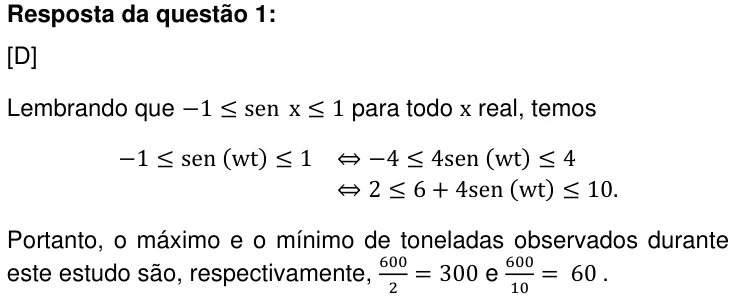 Resposta da questão 1:
[D]
Lembrando que −1 ≤ sen x ≤ 1 para todo x real, temos
−1 ≤ sen (wt) ≤ 1 ⇔ −4 ≤ 4sen (wt) ≤ 4
⇔ 2 ≤ 6 + 4sen (wt) ≤ 10.
Portanto, o máximo e o mínimo de toneladas observados durante
este estudo são, respectivamente, 600/2 = 300 e 600/10 = 60 .